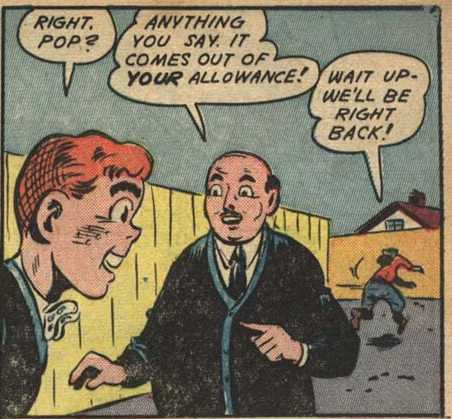 RIGHT,
POP?
ANYTHING
YOU SAY. IT
COMES OUT OF
YOUR ALLOWANCE!
WAIT UP-
WE'LL BE
RIGHT
BACK!